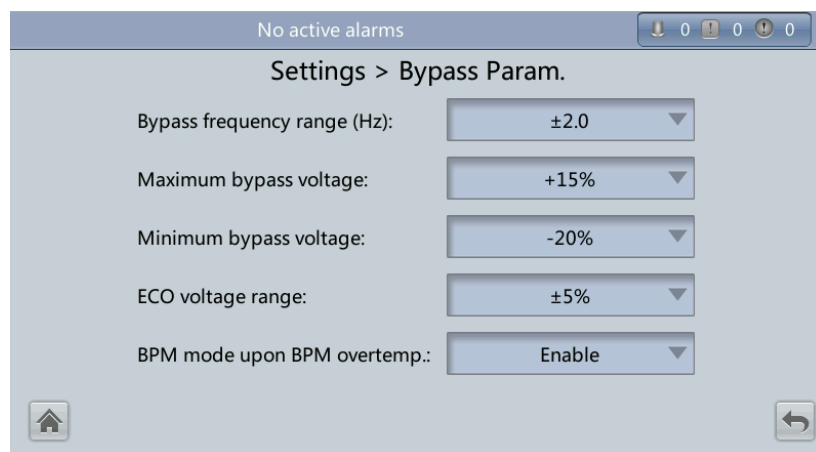 No active alarms 0 0 0
Settings > Bypass Param.
Bypass frequency range (Hz): ±2.0
Maximum bypass voltage: +15%
Minimum bypass voltage: -20%
ECO voltage range: ±5%
BPM mode upon BPM overtemp.: Enable